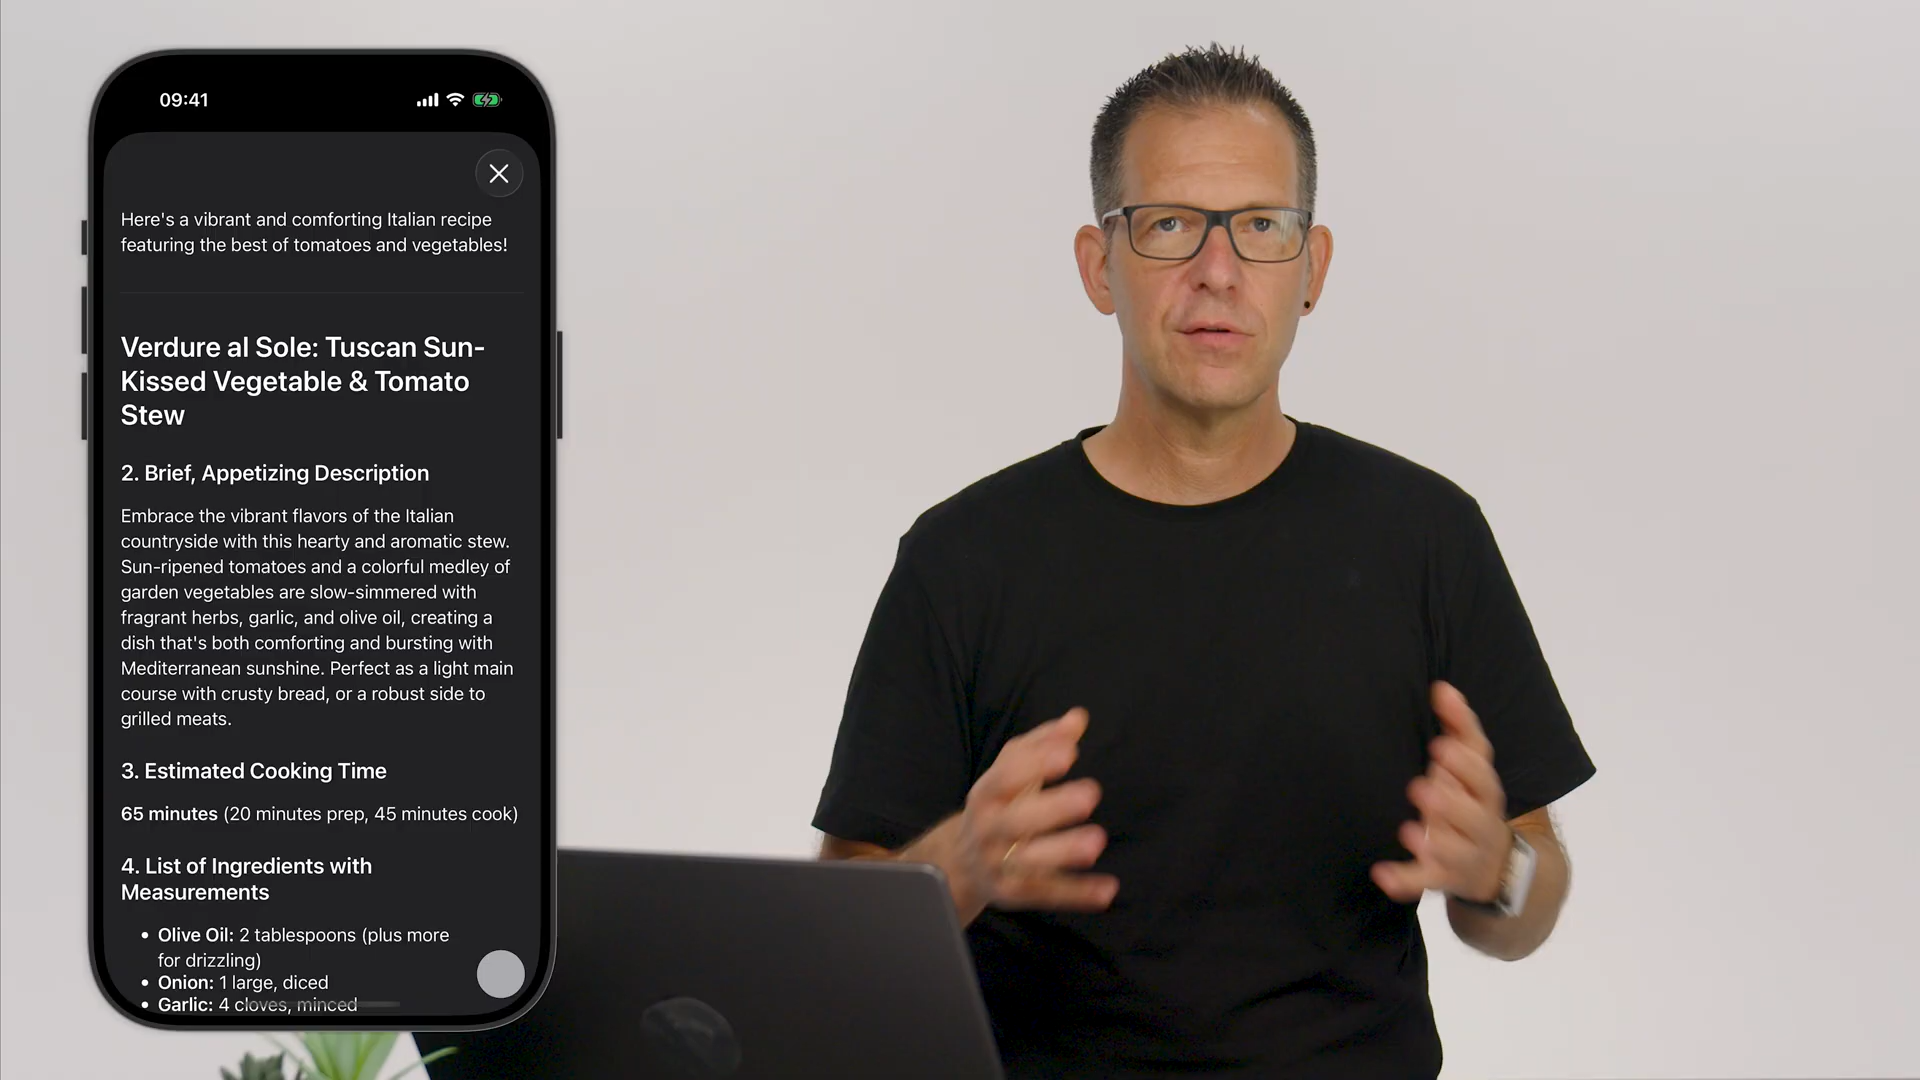 09:41
Here's a vibrant and comforting Italian recipe
featuring the best of tomatoes and vegetables!
Verdure al Sole: Tuscan Sun-
Kissed Vegetable & Tomato
Stew
2. Brief, Appetizing Description
Embrace the vibrant flavors of the Italian
countryside with this hearty and aromatic stew.
Sun-ripened tomatoes and a colorful medley of
garden vegetables are slow-simmered with
fragrant herbs, garlic, and olive oil, creating a
dish that's both comforting and bursting with
Mediterranean sunshine. Perfect as a light main
course with crusty bread, or a robust side to
grilled meats.
3. Estimated Cooking Time
65 minutes (20 minutes prep, 45 minutes cook)
4. List of Ingredients with
Measurements
• Olive Oil: 2 tablespoons (plus more
for drizzling)
• Onion: 1 large, diced
• Garlic: 4 cloves, minced